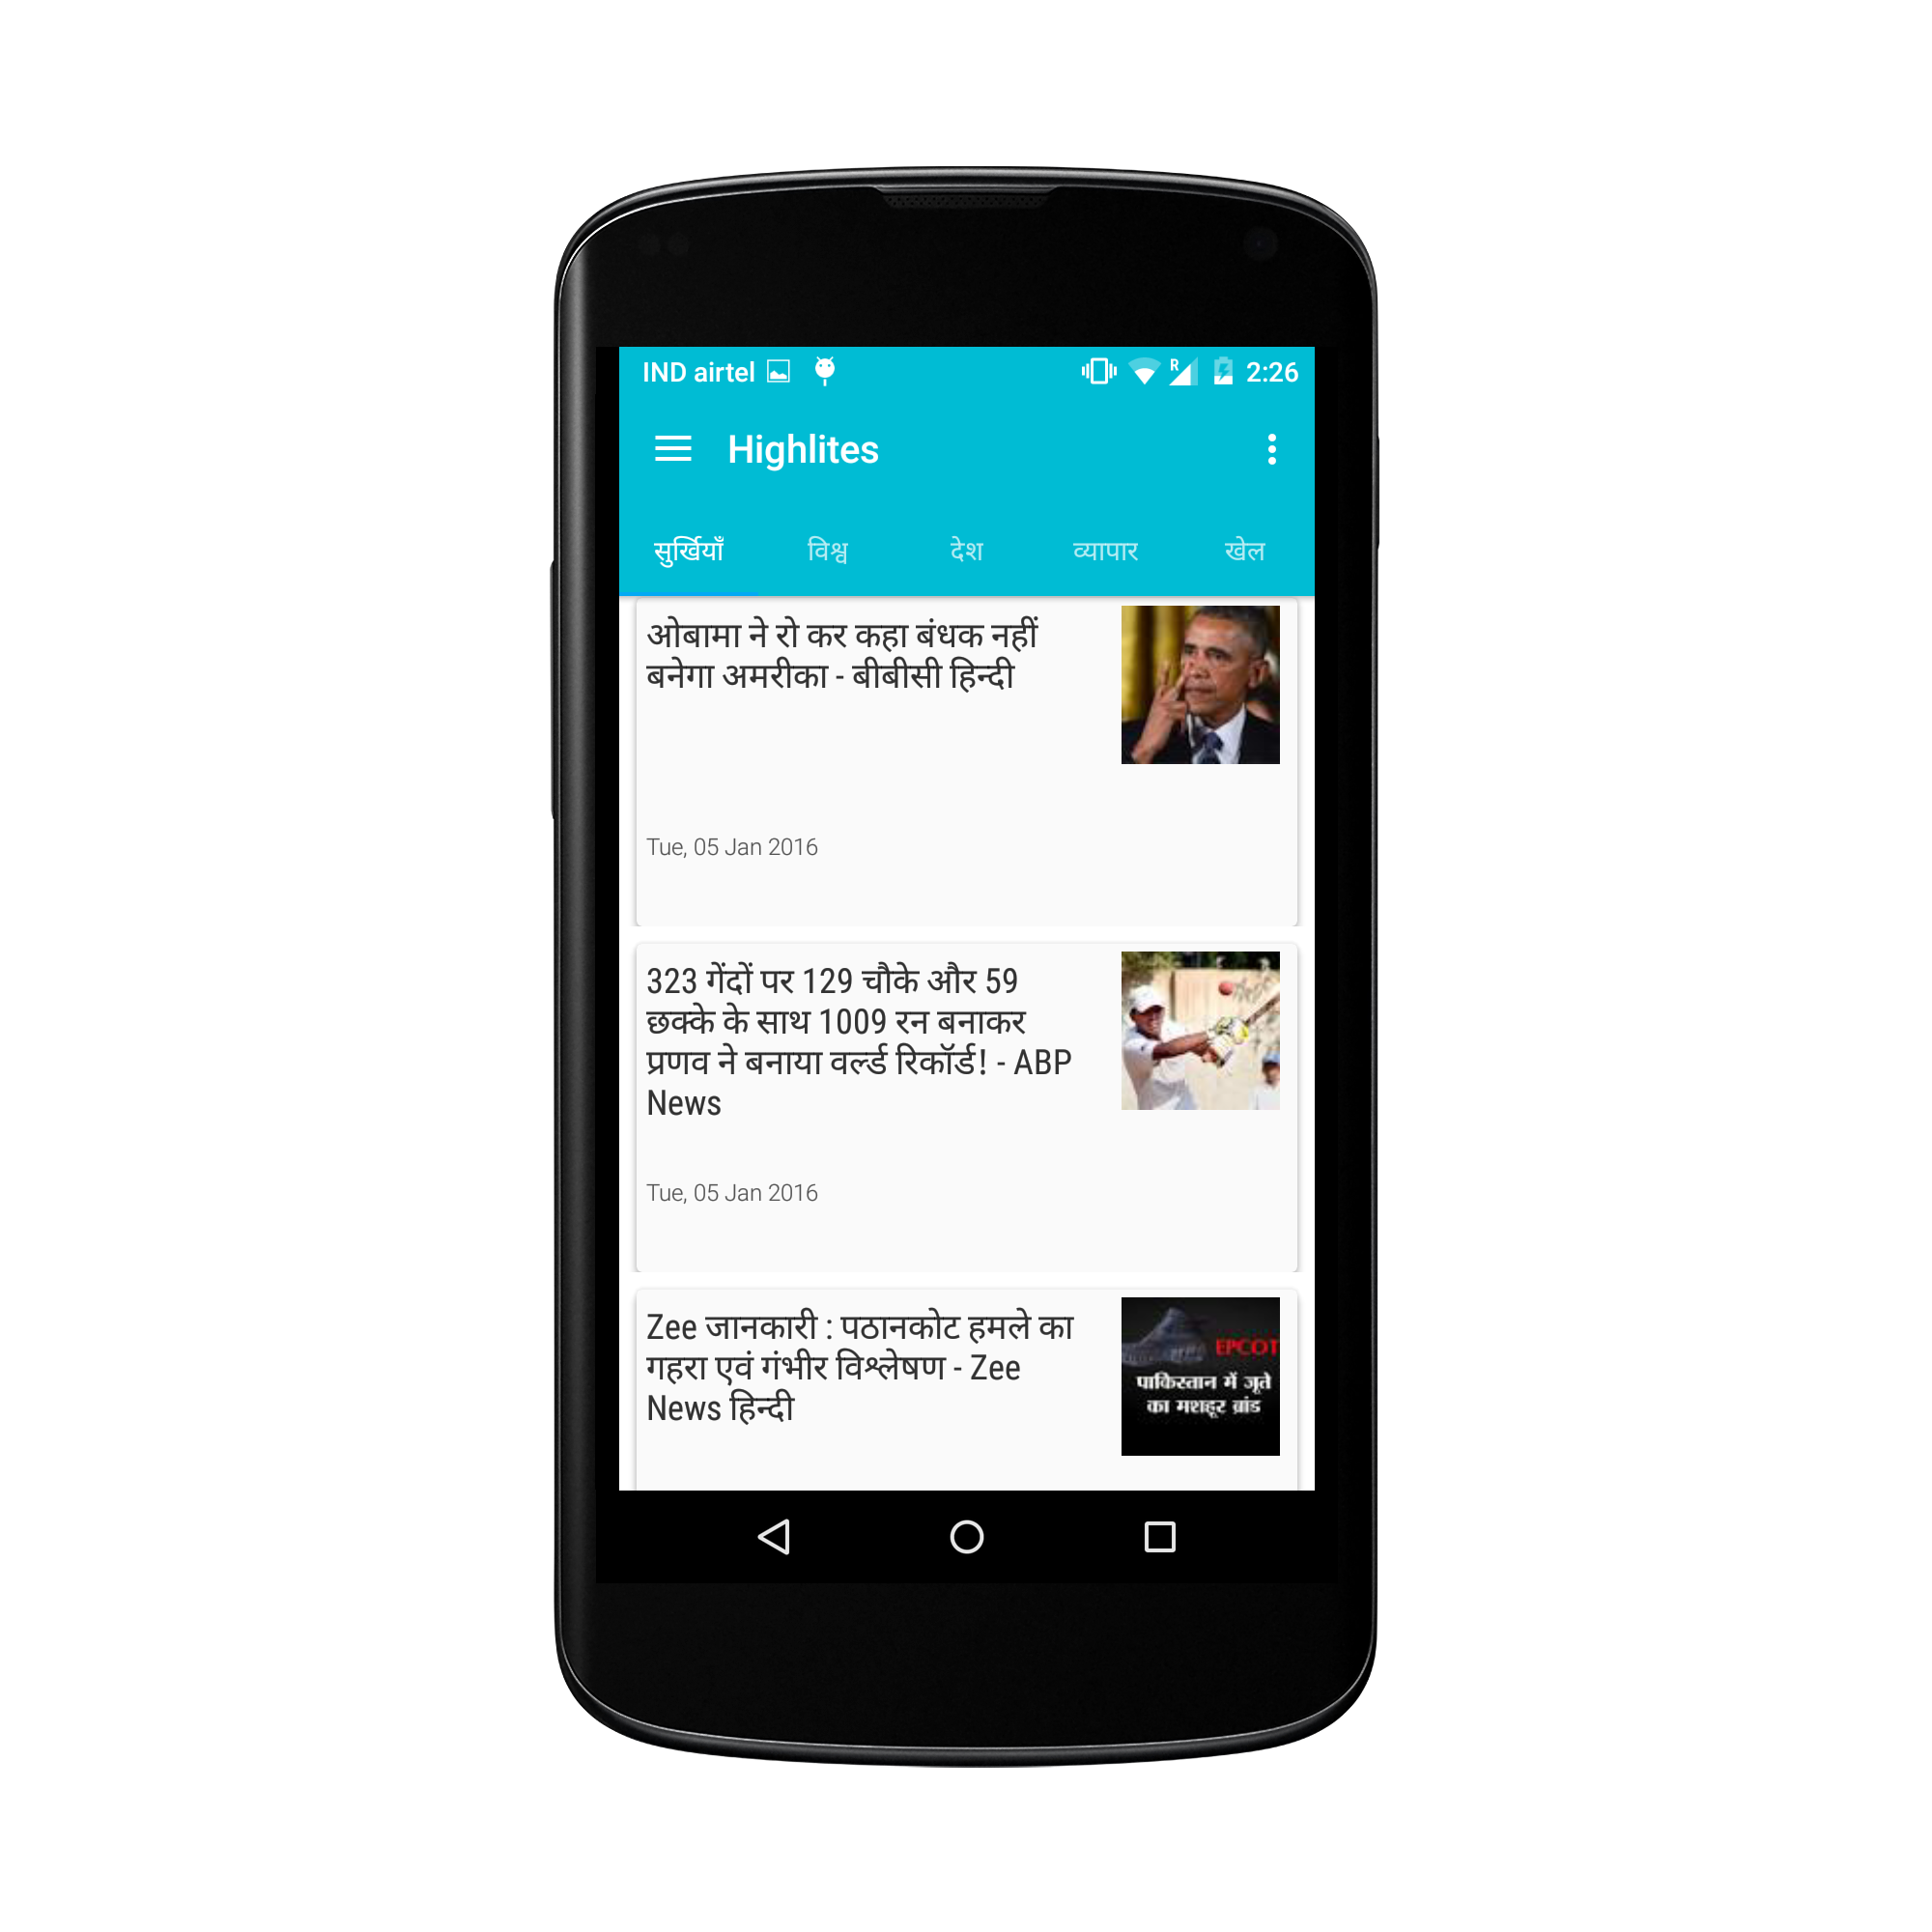 IND airtel
R
2:26
Highlites
सुर्खियाँ विश्व देश व्यापार खेल
ओबामा ने रो कर कहा बंधक नहीं
बनेगा अमरीका - बीबीसी हिन्दी
Tue, 05 Jan 2016
323 गेंदों पर 129 चौके और 59
छक्के के साथ 1009 रन बनाकर
प्रणव ने बनाया वर्ल्ड रिकॉर्ड! - ABP
News
Tue, 05 Jan 2016
Zee जानकारी : पठानकोट हमले का
गहरा एवं गंभीर विश्लेषण - Zee
News हिन्दी
EPCOT
पाकिस्तान में जूते
का मशहूर ब्रांड